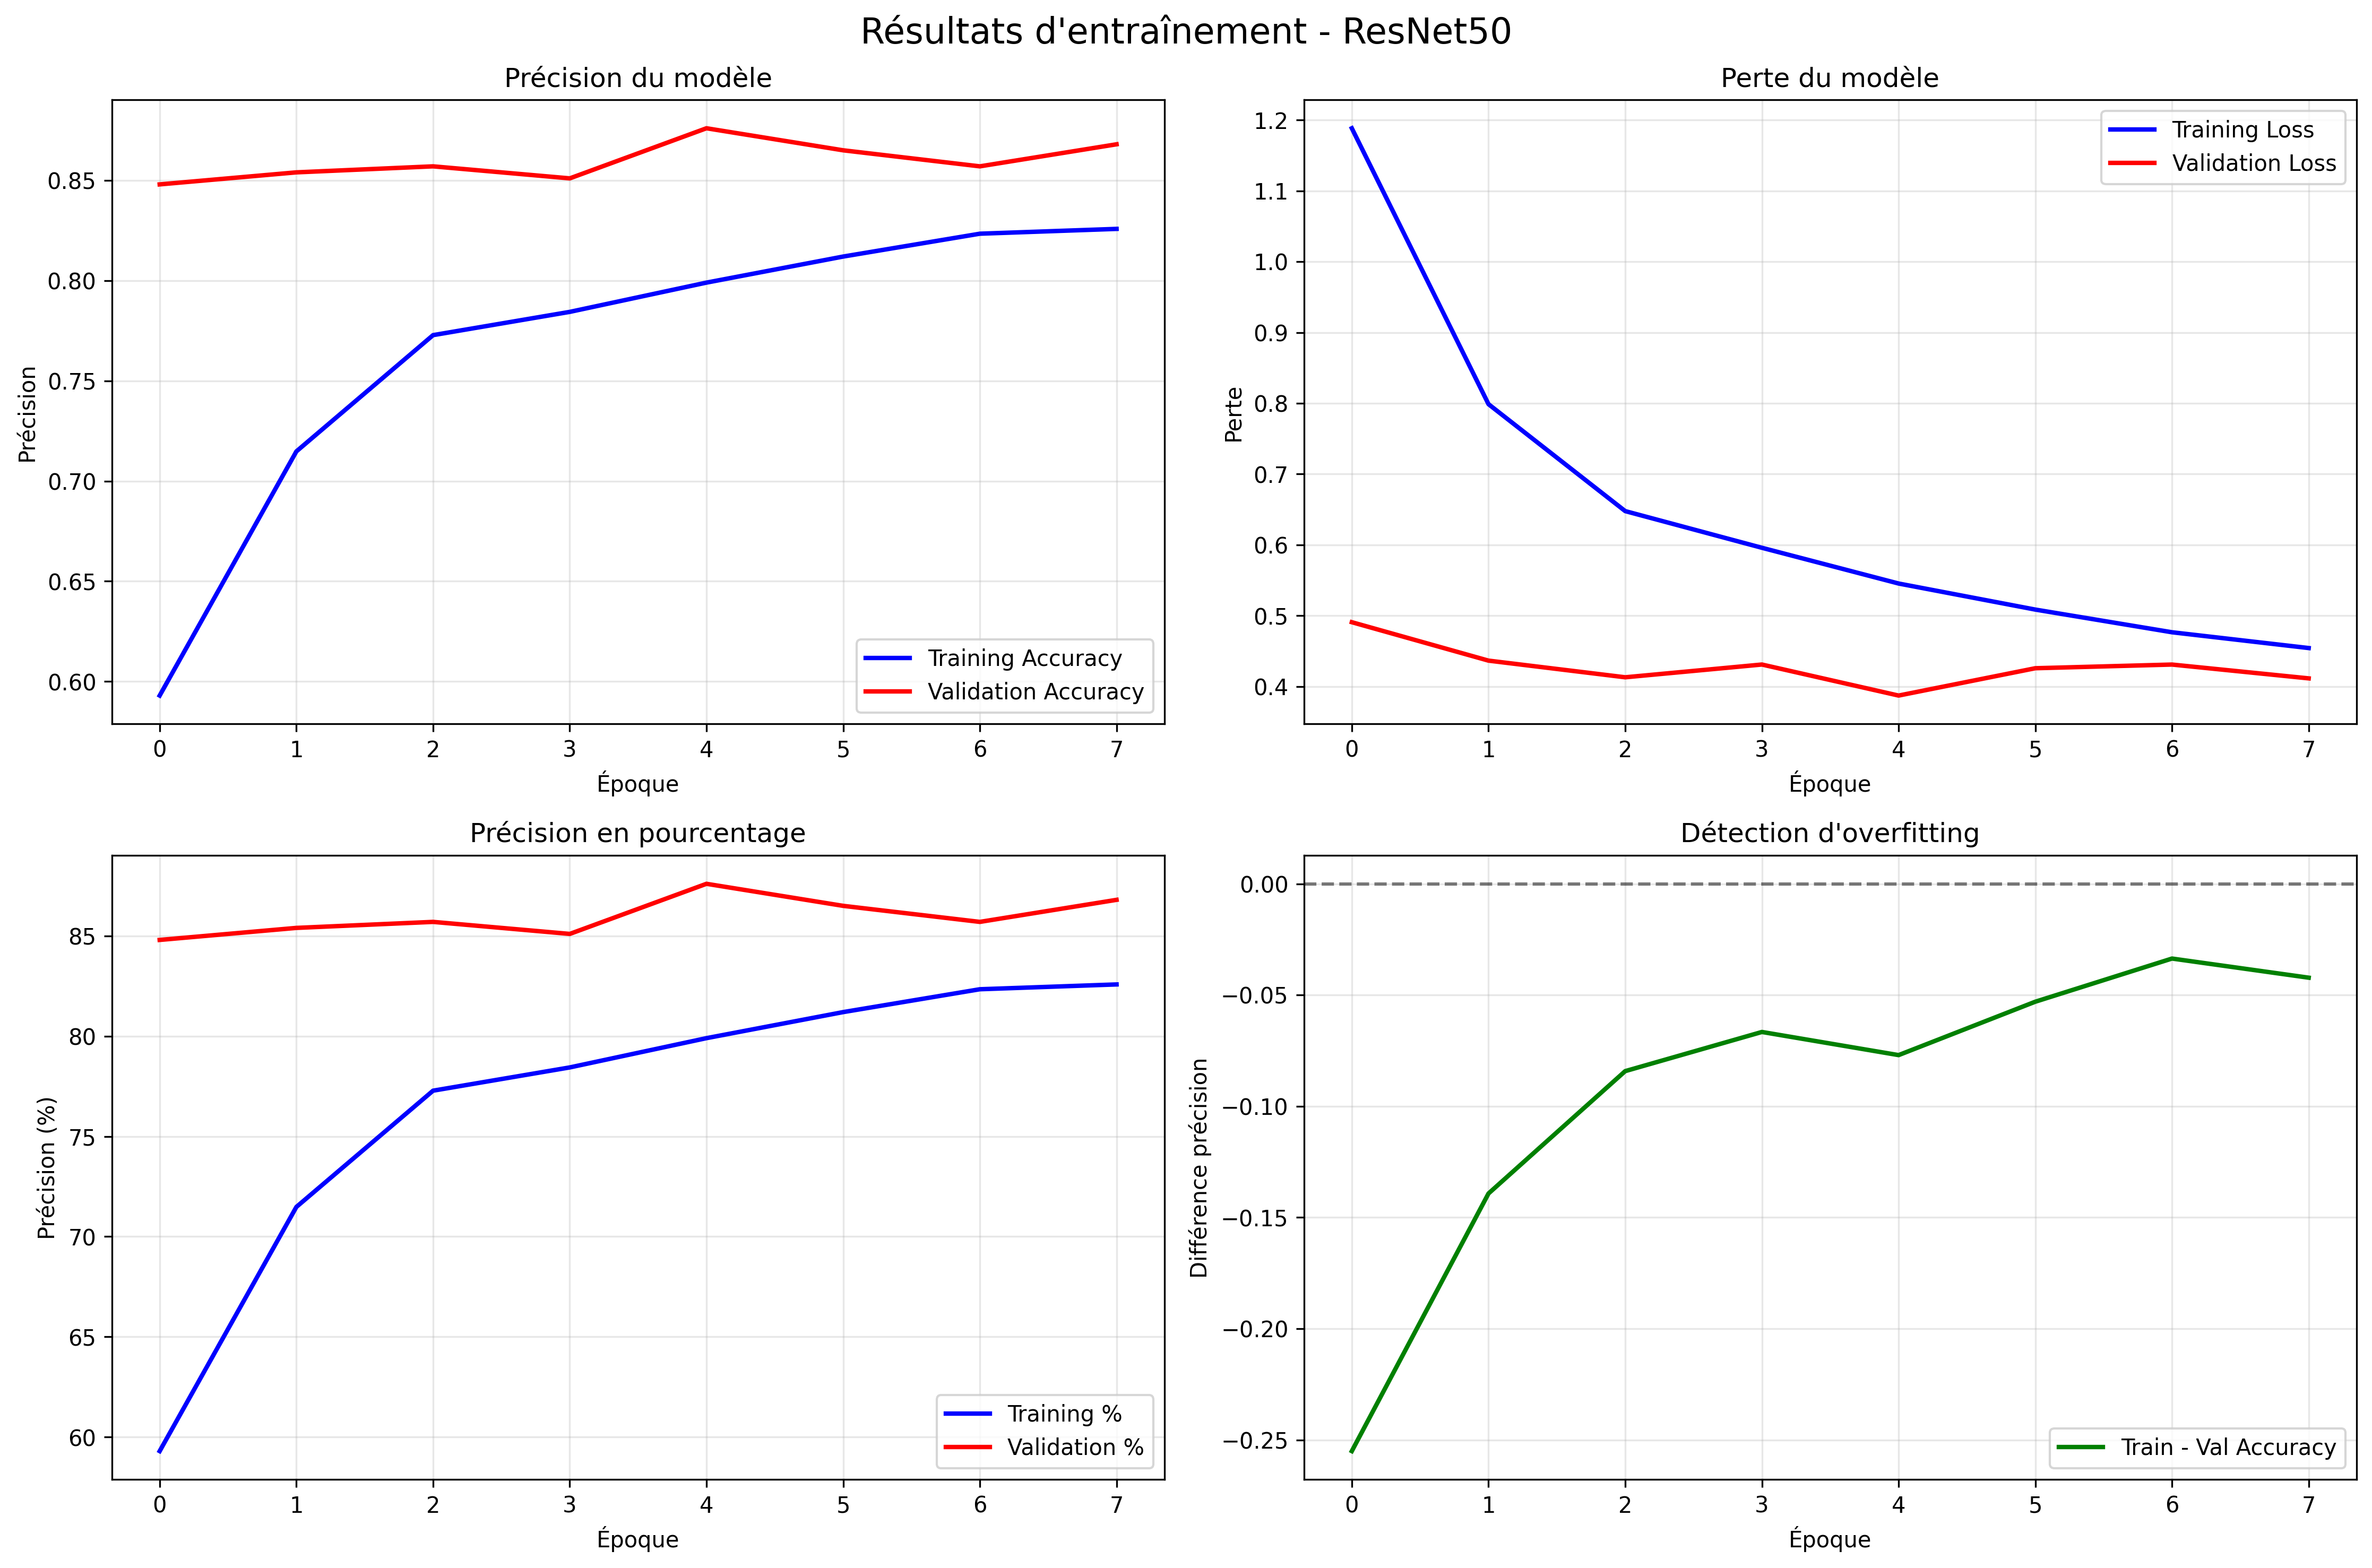 Résultats d'entraînement - ResNet50
Précision du modèle
Précision
0.85
0.80
0.75
0.70
0.65
0.60
0 1 2 3 4 5 6 7
Époque
Training Accuracy
Validation Accuracy
Perte du modèle
Perte
1.2
1.1
1.0
0.9
0.8
0.7
0.6
0.5
0.4
0 1 2 3 4 5 6 7
Époque
Training Loss
Validation Loss
Précision en pourcentage
Précision (%)
85
80
75
70
65
60
0 1 2 3 4 5 6 7
Époque
Training %
Validation %
Détection d'overfitting
Différence précision
0.00
−0.05
−0.10
−0.15
−0.20
−0.25
0 1 2 3 4 5 6 7
Époque
Train - Val Accuracy